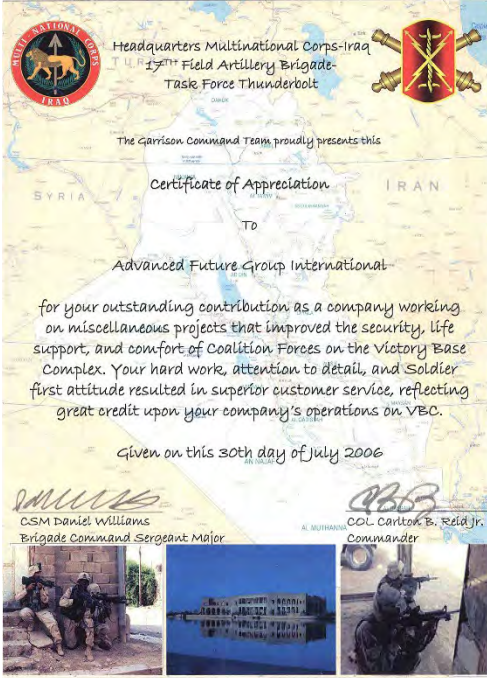 MULTI-NATIONAL CORPS
IRAQ
Headquarters Multinational Corps-Iraq
17th Field Artillery Brigade-
Task Force Thunderbolt
The Garrison Command Team proudly presents this
Certificate of Appreciation
SYRIA
IRAN
To
Advanced Future Group International
for your outstanding contribution as a company working
on miscellaneous projects that improved the security, life
support, and comfort of Coalition Forces on the Victory Base
Complex. Your hard work, attention to detail, and Soldier
first attitude resulted in superior customer service, reflecting
great credit upon your company's operations on VBC.
Given on this 30th day of July 2006
AN NAJAF
AL MUTHANNA
CSM Daniel Williams
Brigade Command Sergeant Major
COL Carlton B. Reid Jr.
Commander